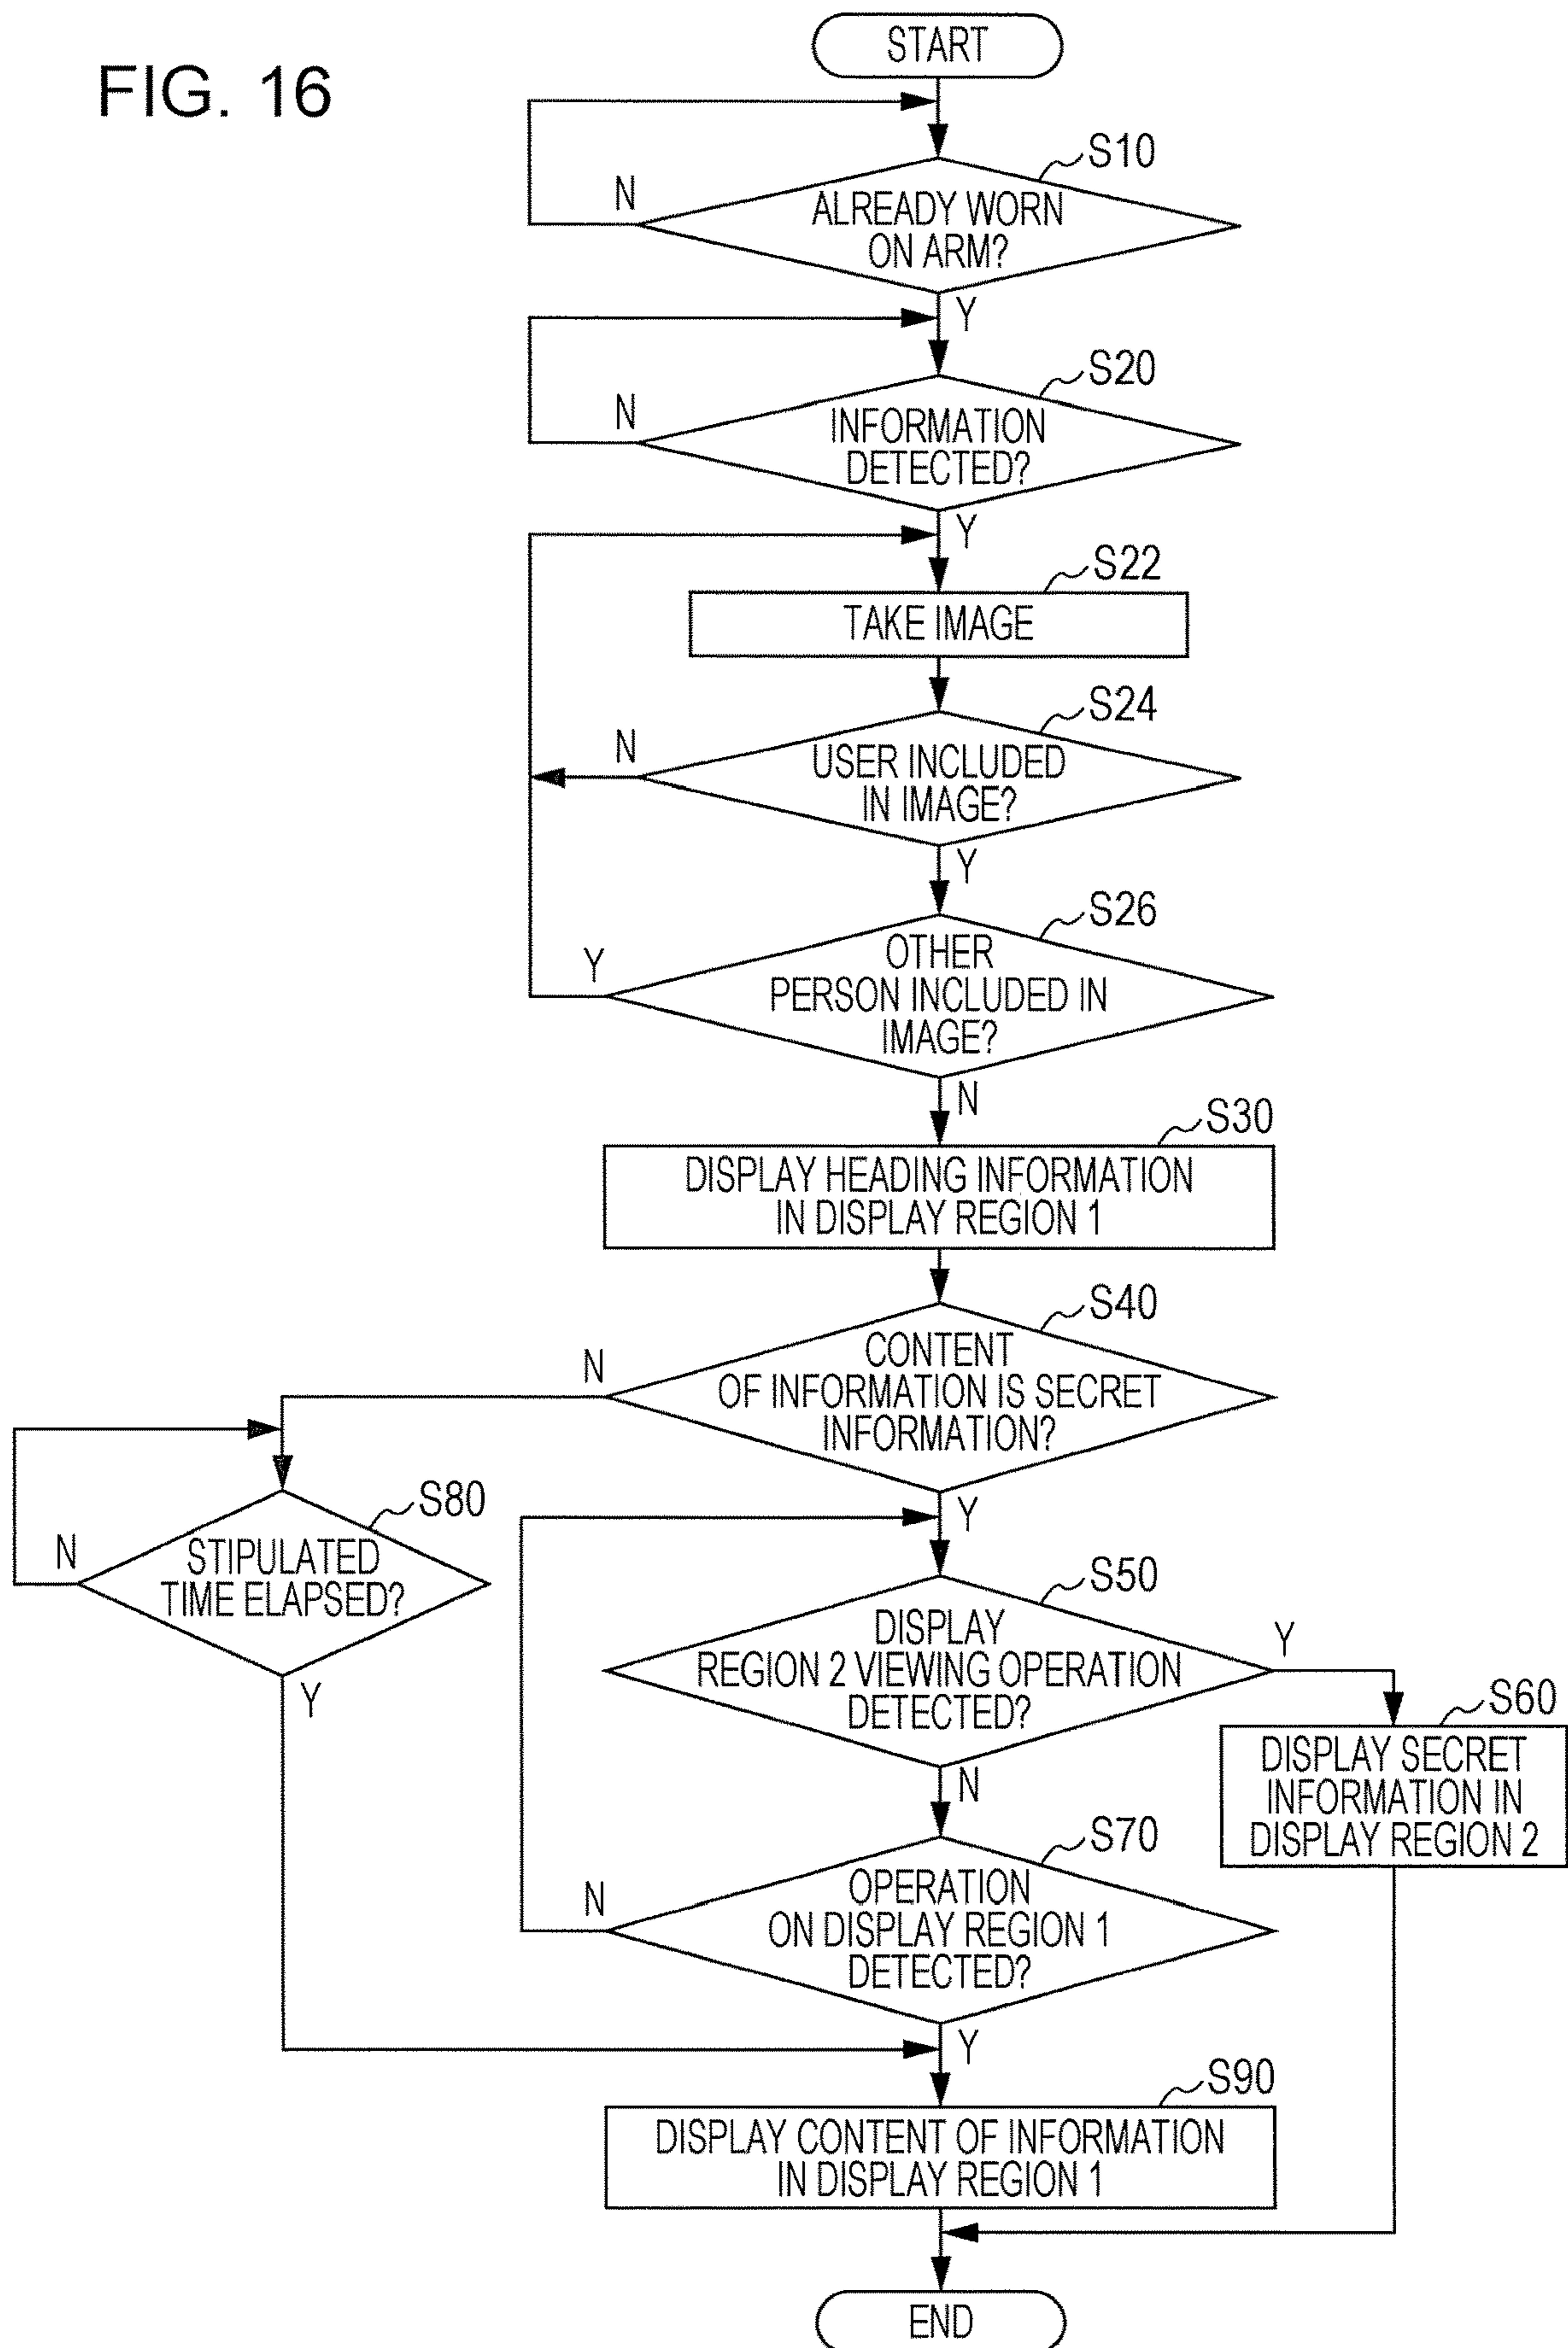 FIG. 16
START
S10
N
ALREADY WORN
ON ARM?
Y
S20
N
INFORMATION
DETECTED?
Y
S22
TAKE IMAGE
S24
N
USER INCLUDED
IN IMAGE?
Y
S26
Y
OTHER
PERSON INCLUDED IN
IMAGE?
N
S30
DISPLAY HEADING INFORMATION
IN DISPLAY REGION 1
S40
N
CONTENT
OF INFORMATION IS SECRET
INFORMATION?
Y
S80
N
STIPULATED
TIME ELAPSED?
Y
S50
DISPLAY
REGION 2 VIEWING OPERATION
DETECTED?
Y
N
S60
DISPLAY SECRET
INFORMATION IN
DISPLAY REGION 2
S70
N
OPERATION
ON DISPLAY REGION 1
DETECTED?
Y
S90
DISPLAY CONTENT OF INFORMATION
IN DISPLAY REGION 1
END